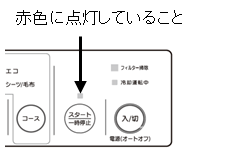 赤色に点灯していること
エコ
シーツ/毛布
コース
スタート
一時停止
フィルター掃除
冷却運転中
入/切
電源(オートオフ)